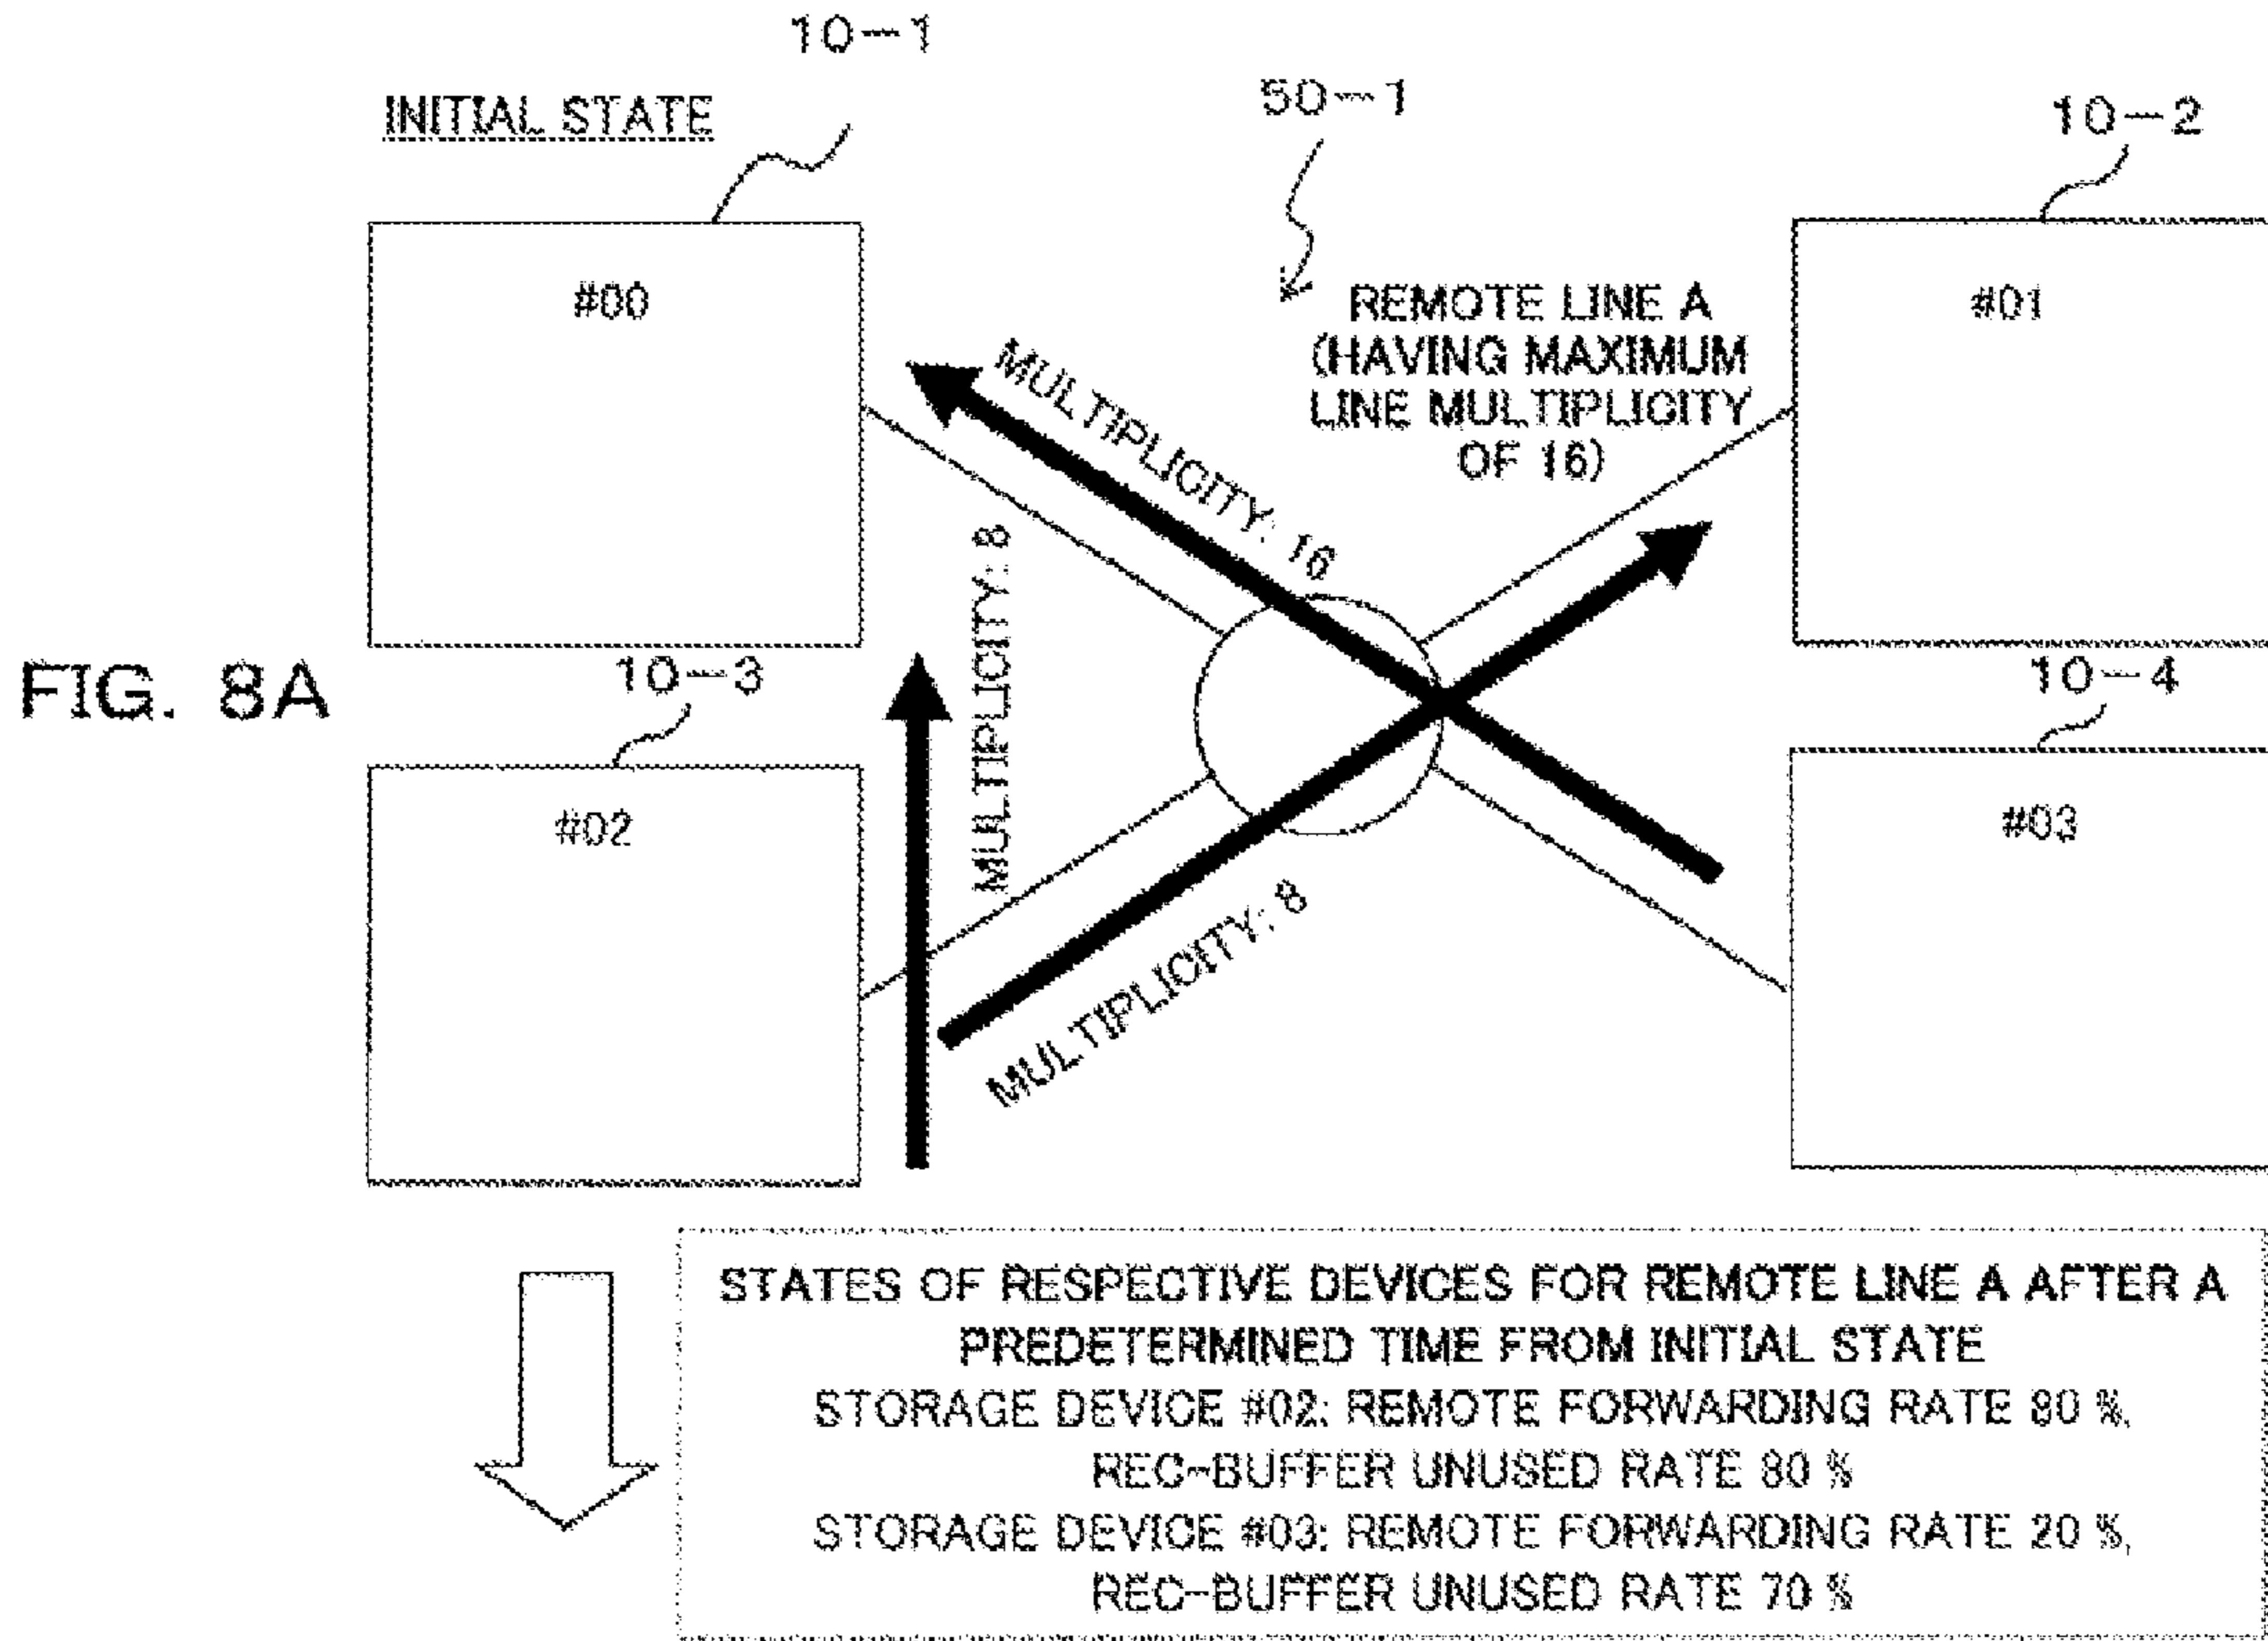 10-1
INITIAL STATE
50-1
10-2
#00
REMOTE LINE A
(HAVING MAXIMUM
LINE MULTIPLICITY
OF 16)
#01
MULTIPLICITY: 16
MULTIPLICITY: 8
FIG. 8A
10-3
10-4
#02
#03
MULTIPLICITY: 8
STATES OF RESPECTIVE DEVICES FOR REMOTE LINE A AFTER A
PREDETERMINED TIME FROM INITIAL STATE
STORAGE DEVICE #02: REMOTE FORWARDING RATE 80 %,
REC-BUFFER UNUSED RATE 80 %
STORAGE DEVICE #03: REMOTE FORWARDING RATE 20 %,
REC-BUFFER UNUSED RATE 70 %